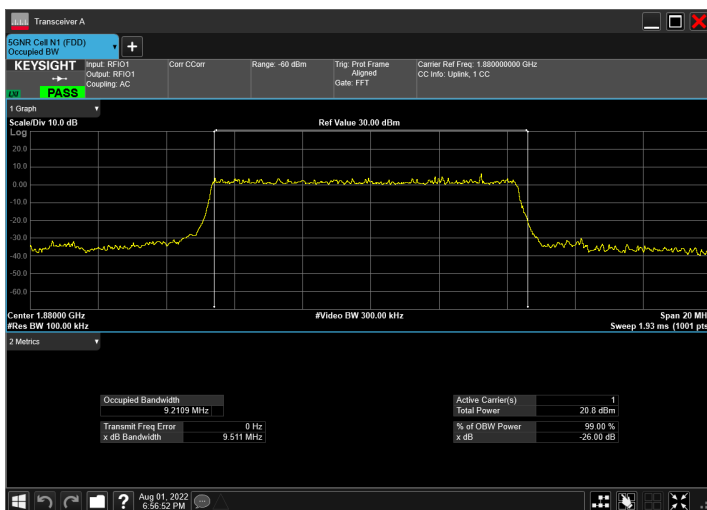 Transceiver A
5GNR Cell N1 (FDD)
Occupied BW
KEYSIGHT
PASS
Input: RFIO1
Output: RFIO1
Coupling: AC
Corr CCorr
Range: -60 dBm
Trig: Prot Frame
Aligned
Gate: FFT
Carrier Ref Freq: 1.880000000 GHz
CC Info: Uplink, 1 CC
1 Graph
Scale/Div 10.0 dB
Ref Value 30.00 dBm
Log
20.0
10.0
0.00
-10.0
-20.0
-30.0
-40.0
-50.0
-60.0
Center 1.88000 GHz
#Video BW 300.00 kHz
Span 20 MH
#Res BW 100.00 kHz
Sweep 1.93 ms (1001 pts
2 Metrics
Occupied Bandwidth
9.2109 MHz
Transmit Freq Error 0 Hz
x dB Bandwidth 9.511 MHz
Active Carrier(s) 1
Total Power 20.8 dBm
% of OBW Power 99.00 %
x dB -26.00 dB
?
Aug 01, 2022
6:56:52 PM